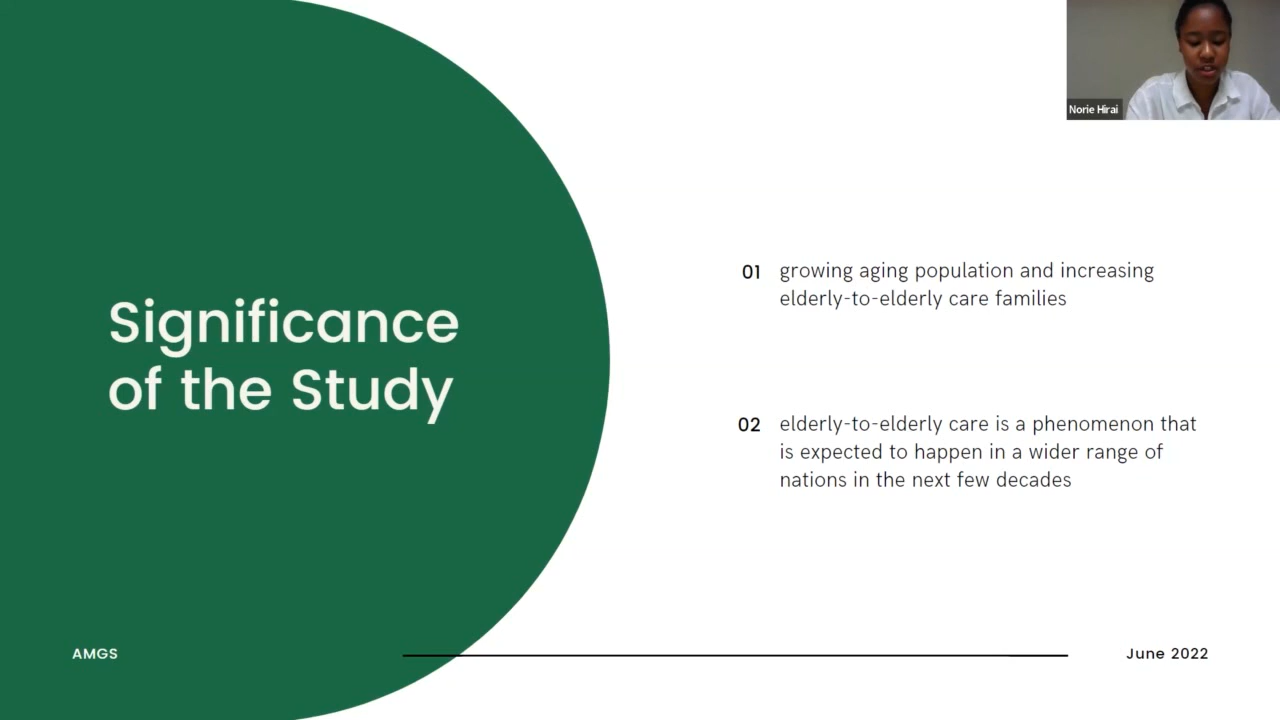 Norie Hirai
Significance
of the Study
01 growing aging population and increasing
elderly-to-elderly care families
02 elderly-to-elderly care is a phenomenon that
is expected to happen in a wider range of
nations in the next few decades
AMGS
June 2022